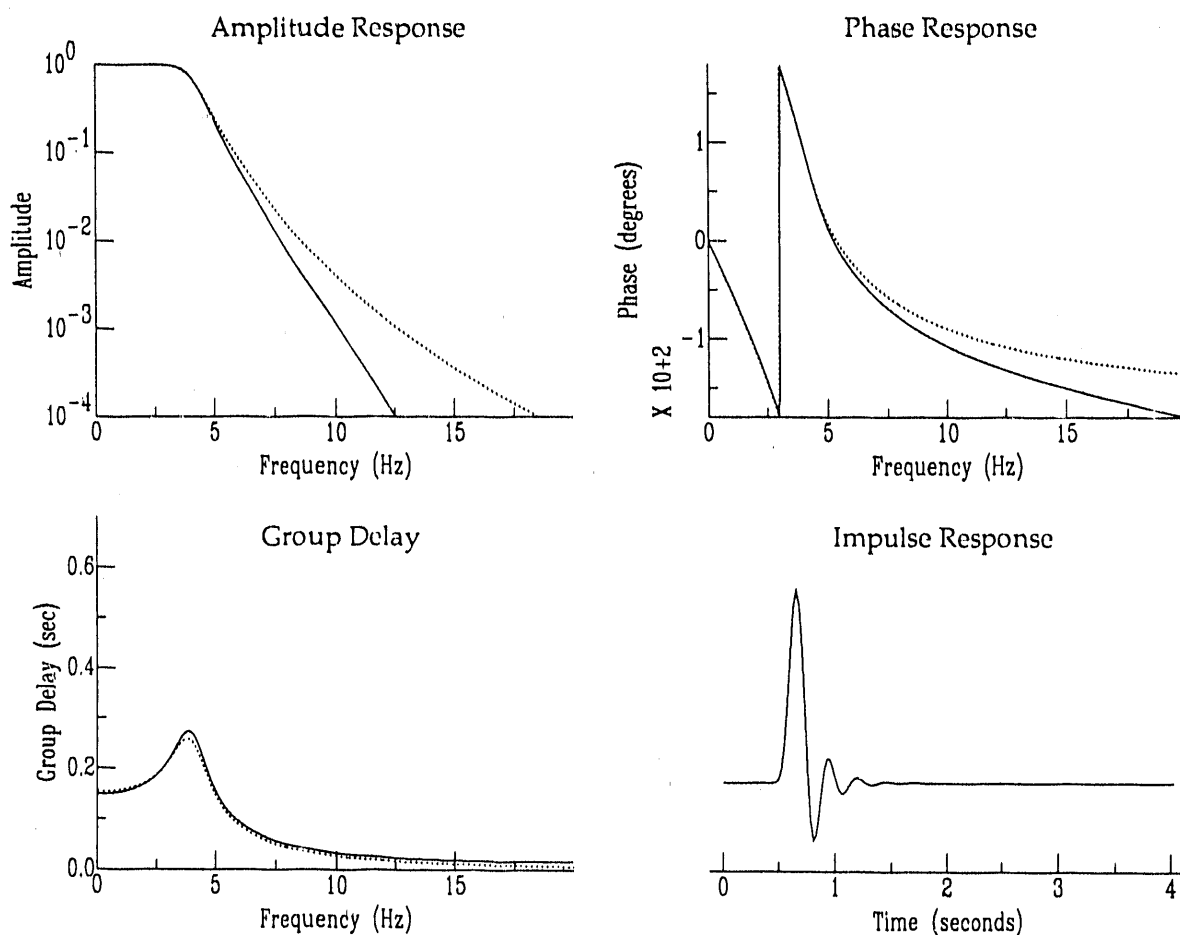 Amplitude Response
10^0
10^-1
10^-2
10^-3
10^-4
Amplitude
0 5 10 15
Frequency (Hz)
Phase Response
1
0
-1
Phase (degrees)
X 10+2
0 5 10 15
Frequency (Hz)
Group Delay
0.6
0.4
0.2
0.0
Group Delay (sec)
0 5 10 15
Frequency (Hz)
Impulse Response
0 1 2 3 4
Time (seconds)